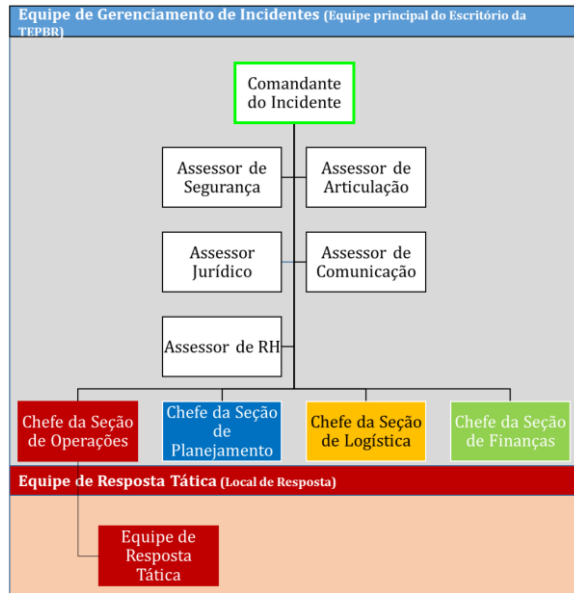 Equipe de Gerenciamento de Incidentes (Equipe principal do Escritório da
TEPBR)
Comandante
do Incidente
Assessor de
Segurança
Assessor de
Articulação
Assessor
Jurídico
Assessor de
Comunicação
Assessor de RH
Chefe da Seção
de Operações
Chefe da Seção
de
Planejamento
Chefe da Seção
de Logística
Chefe da Seção
de Finanças
Equipe de Resposta Tática (Local de Resposta)
Equipe de
Resposta
Tática